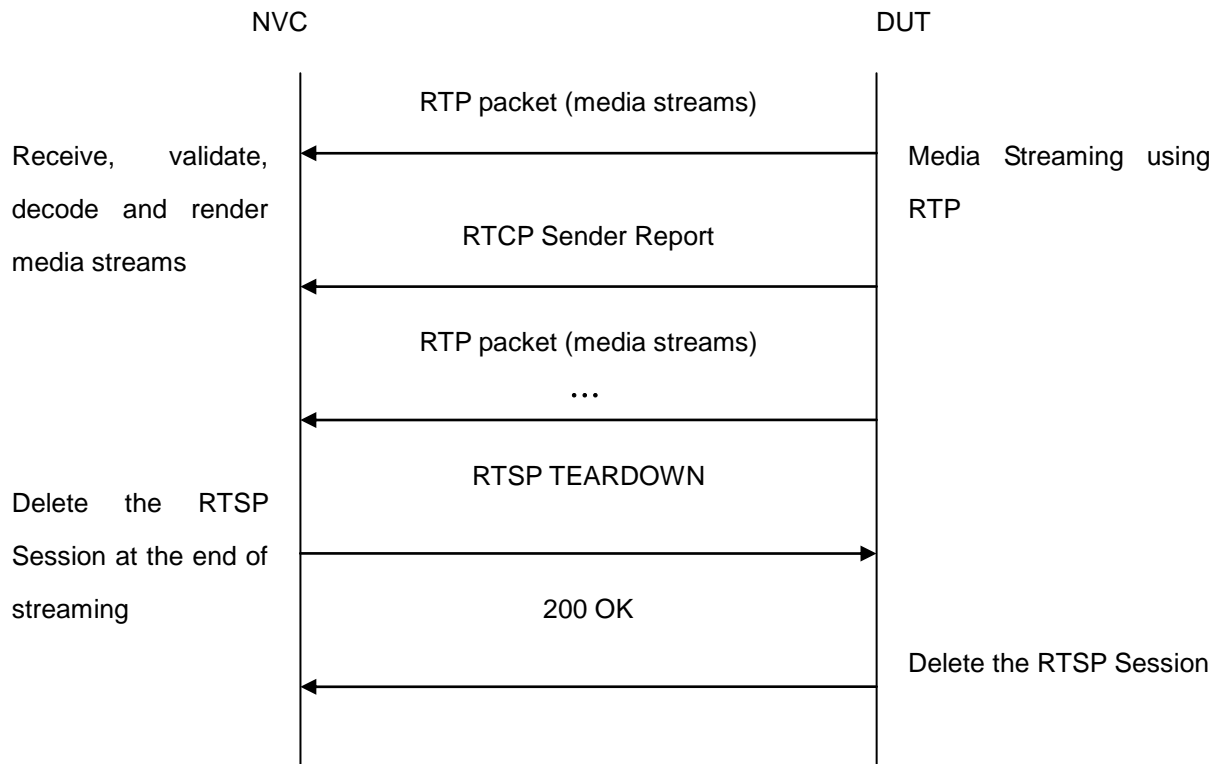 NVC
DUT
RTP packet (media streams)
Receive, validate,
decode and render
media streams
Media Streaming using
RTP
RTCP Sender Report
RTP packet (media streams)
…
RTSP TEARDOWN
Delete the RTSP
Session at the end of
streaming
200 OK
Delete the RTSP Session